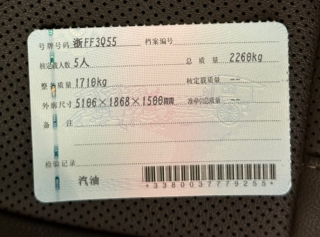 号牌号码 浙FF3Q55 档案编号
核定载人数 5人 总质量 2260kg
整备质量 1710kg 核定载质量 --
外廓尺寸 5106×1868×1500mm 准牵引总质量 --
备注
检验记录
汽油
*3380037779255*